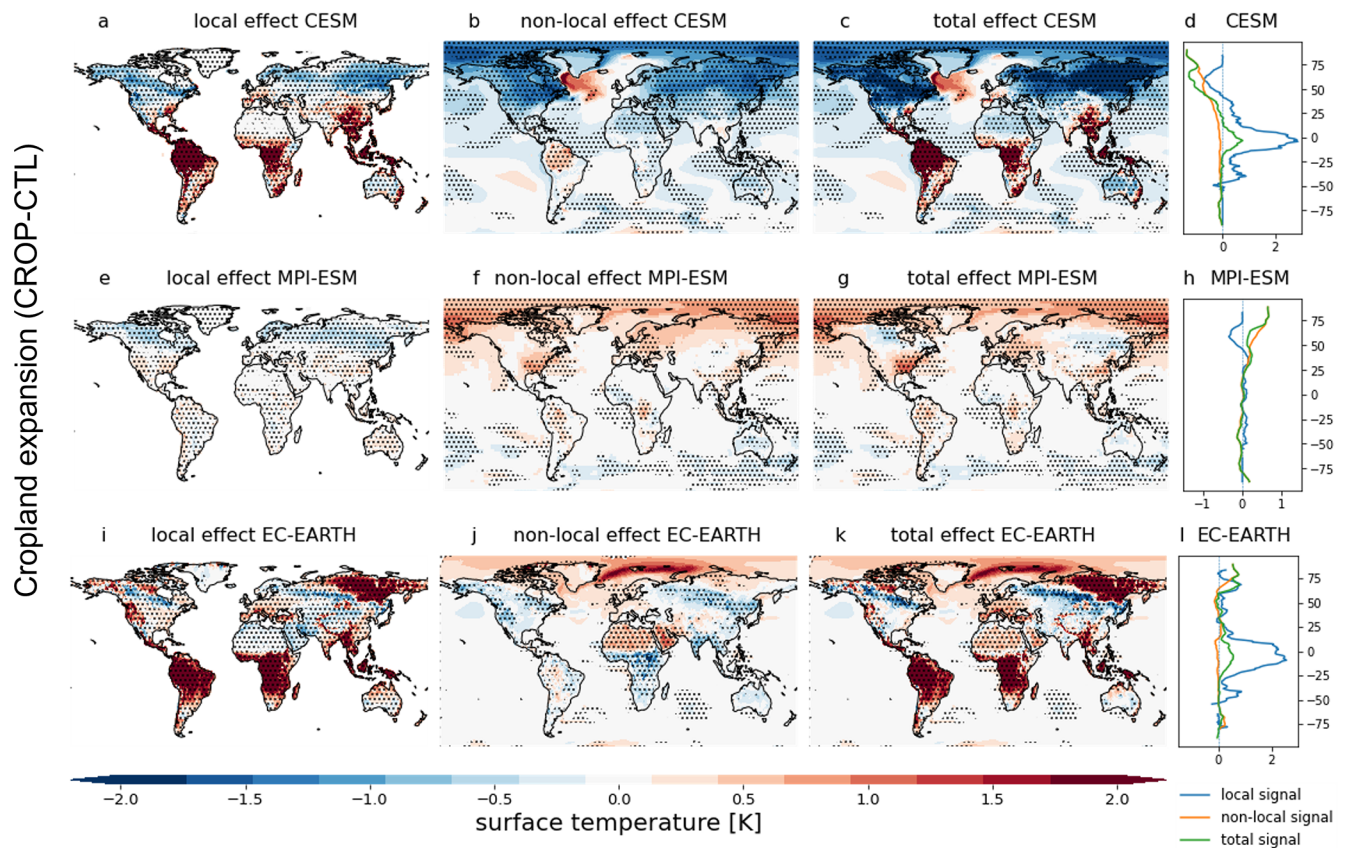 Cropland expansion (CROP-CTL)
a local effect CESM
b non-local effect CESM
c total effect CESM
d CESM
75
50
25
0
−25
−50
−75
0 2
e local effect MPI-ESM
f non-local effect MPI-ESM
g total effect MPI-ESM
h MPI-ESM
75
50
25
0
−25
−50
−75
−1 0 1
i local effect EC-EARTH
j non-local effect EC-EARTH
k total effect EC-EARTH
l EC-EARTH
75
50
25
0
−25
−50
−75
0 2
−2.0 −1.5 −1.0 −0.5 0.0 0.5 1.0 1.5 2.0
surface temperature [K]
local signal
non-local signal
total signal